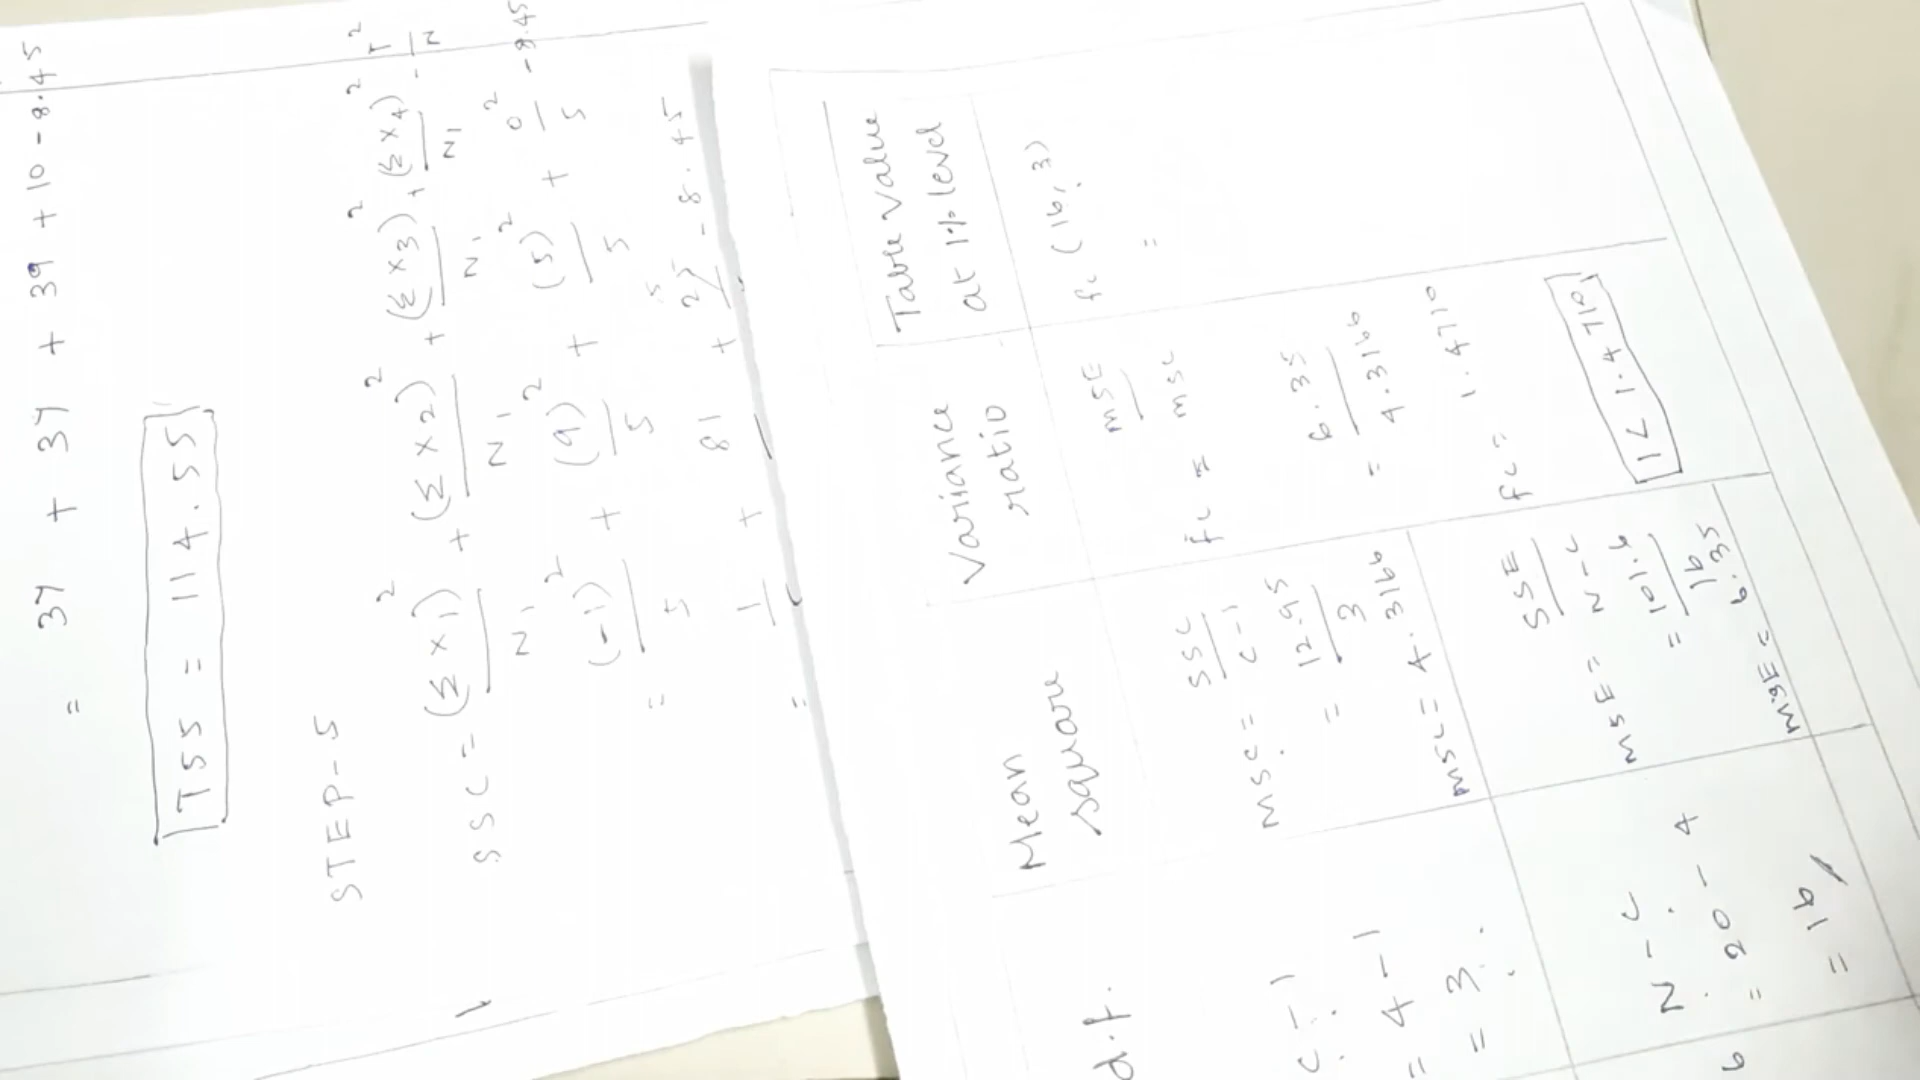 = 37 + 37 + 39 + 10 - 8.45
TSS = 114.55
STEP-5
SSC = (Σx1)²/N1 + (Σx2)²/N1 + (Σx3)²/N1 + (Σx4)²/N1 - T²/N
= (-1)²/5 + (9)²/5 + (5)²/5 + 0²/5 - 8.45
= 1 + 81 + 25 - 8.45
d.f.
Mean square
Variance ratio
Table value at 1% level
C-1
= 4-1
= 3
MSC = SSC/C-1
= 12.95/3
MSC = 4.3166
Fc = MSE/MSC
= 6.35/4.3166
Fc = 1.4710
1 < 1.4710
Fc (16, 3)
=
N - C
= 20 - 4
= 16
MSE = SSE/N-C
= 101.6/16
MSE = 6.35